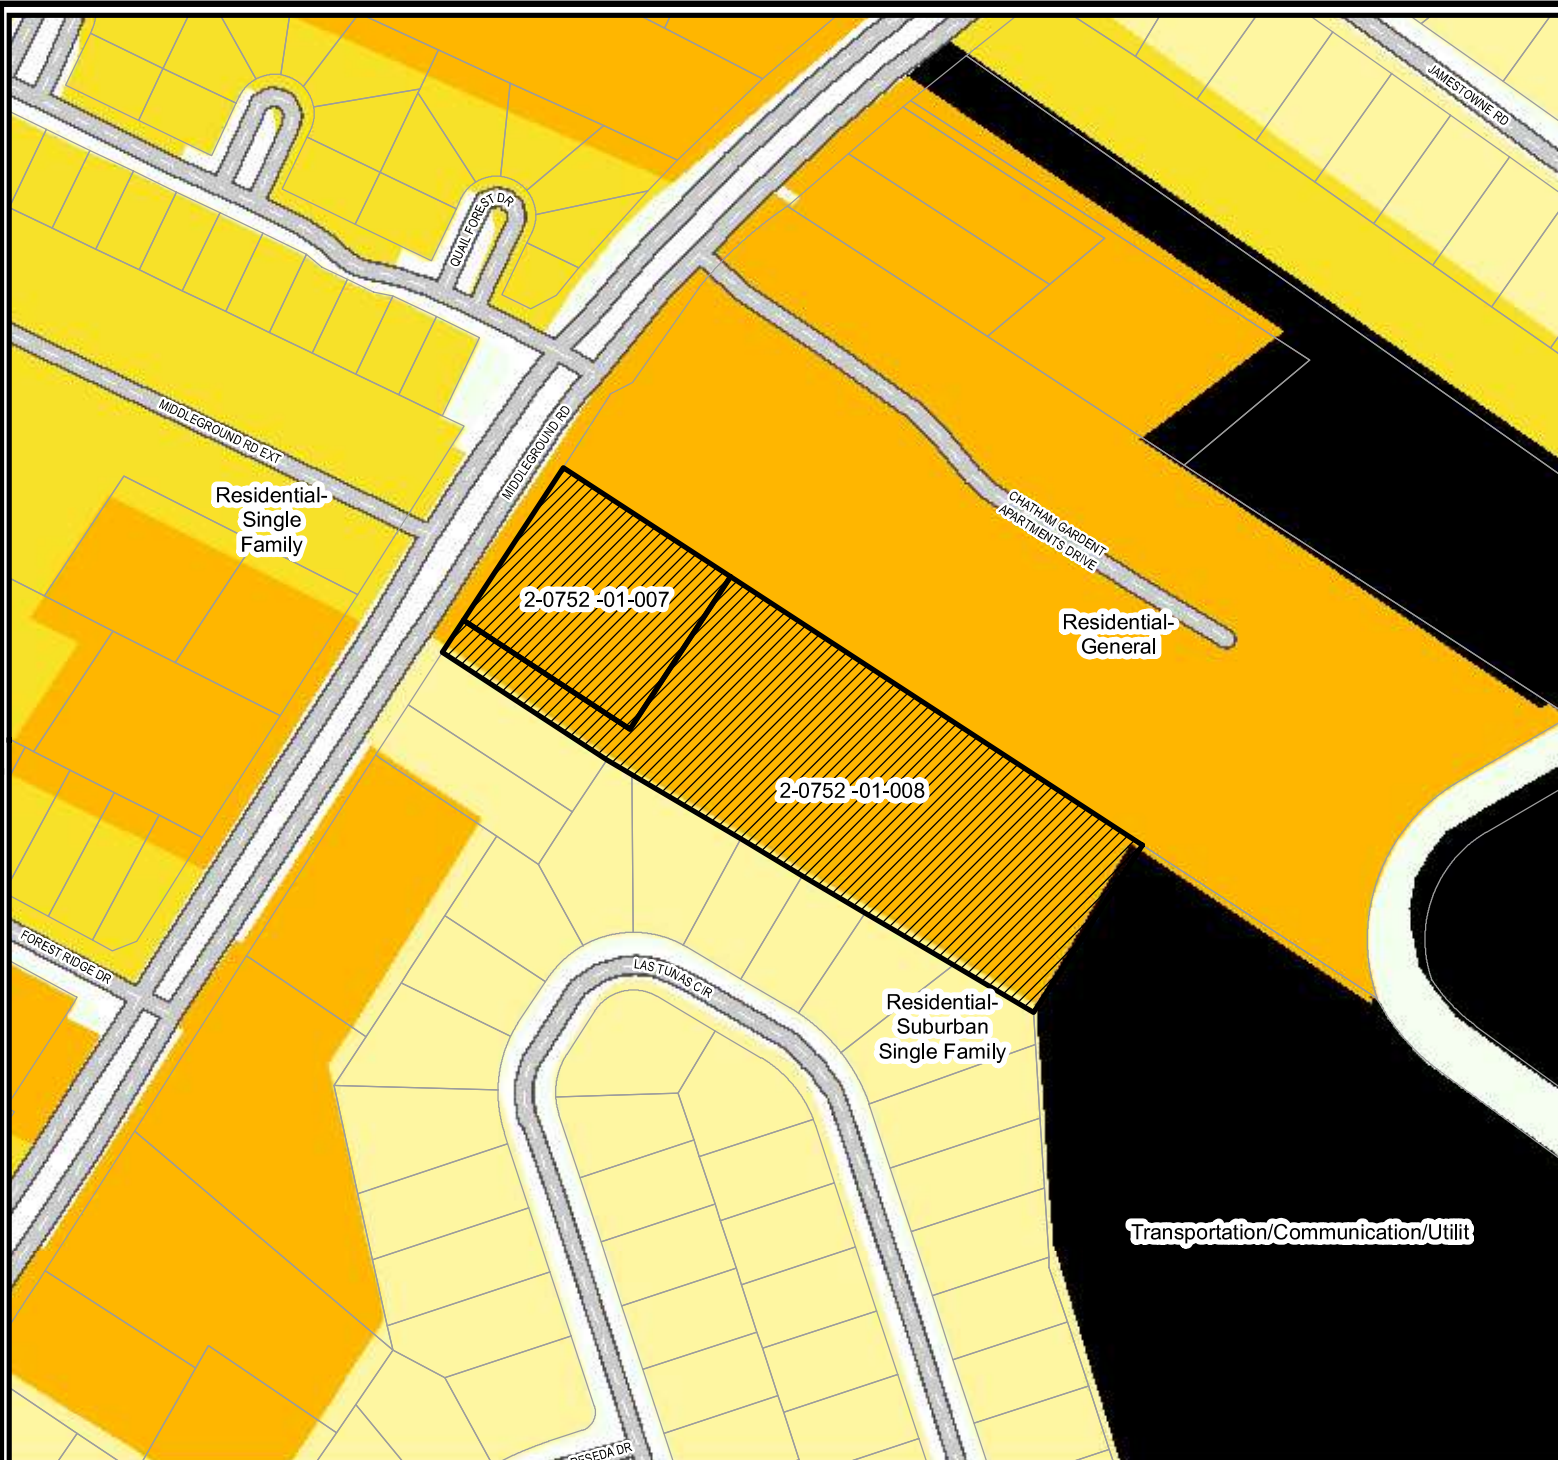 JAMESTOWNE RD
QUAIL FOREST DR
MIDDLEGROUND RD EXT
MIDDLEGROUND RD
Residential-
Single
Family
CHATHAM GARDENT
APARTMENTS DRIVE
2-0752 -01-007
Residential-
General
2-0752 -01-008
FOREST RIDGE DR
LAS TUNAS CIR
Residential-
Suburban
Single Family
Transportation/Communication/Utilit
RESEDA DR